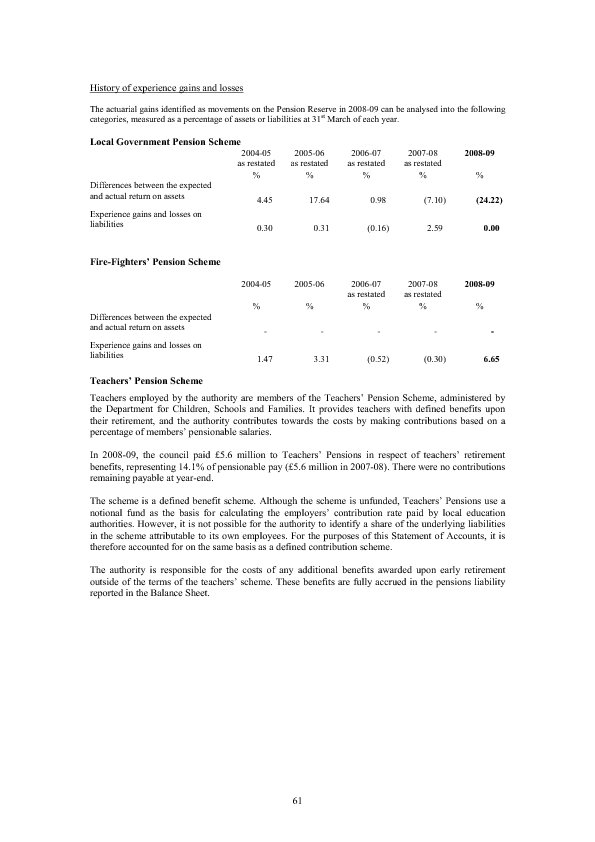 History of experience gains and losses
The actuarial gains identified as movements on the Pension Reserve in 2008-09 can be analysed into the following
categories, measured as a percentage of assets or liabilities at 31st March of each year.
Local Government Pension Scheme
2004-05 2005-06 2006-07 2007-08 2008-09
as restated as restated as restated as restated
% % % % %
Differences between the expected
and actual return on assets 4.45 17.64 0.98 (7.10) (24.22)
Experience gains and losses on
liabilities 0.30 0.31 (0.16) 2.59 0.00
Fire-Fighters' Pension Scheme
2004-05 2005-06 2006-07 2007-08 2008-09
as restated as restated
% % % % %
Differences between the expected
and actual return on assets - - - - -
Experience gains and losses on
liabilities 1.47 3.31 (0.52) (0.30) 6.65
Teachers' Pension Scheme
Teachers employed by the authority are members of the Teachers' Pension Scheme, administered by
the Department for Children, Schools and Families. It provides teachers with defined benefits upon
their retirement, and the authority contributes towards the costs by making contributions based on a
percentage of members' pensionable salaries.
In 2008-09, the council paid £5.6 million to Teachers' Pensions in respect of teachers' retirement
benefits, representing 14.1% of pensionable pay (£5.6 million in 2007-08). There were no contributions
remaining payable at year-end.
The scheme is a defined benefit scheme. Although the scheme is unfunded, Teachers' Pensions use a
notional fund as the basis for calculating the employers' contribution rate paid by local education
authorities. However, it is not possible for the authority to identify a share of the underlying liabilities
in the scheme attributable to its own employees. For the purposes of this Statement of Accounts, it is
therefore accounted for on the same basis as a defined contribution scheme.
The authority is responsible for the costs of any additional benefits awarded upon early retirement
outside of the terms of the teachers' scheme. These benefits are fully accrued in the pensions liability
reported in the Balance Sheet.
61